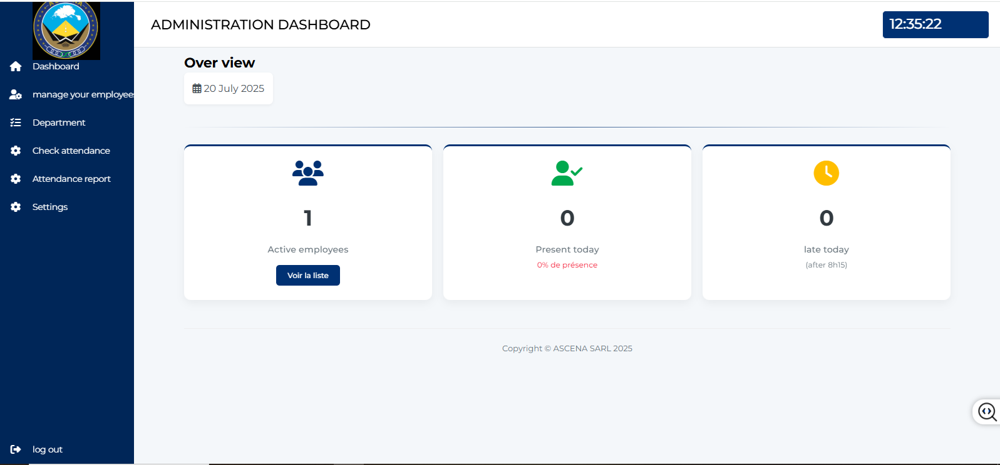 ASCENA
ADMINISTRATION DASHBOARD
12:35:22
Dashboard
manage your employees
Department
Check attendance
Attendance report
Settings
log out
Over view
20 July 2025
1
Active employees
Voir la liste
0
Present today
0% de présence
0
late today
(after 8h15)
Copyright © ASCENA SARL 2025